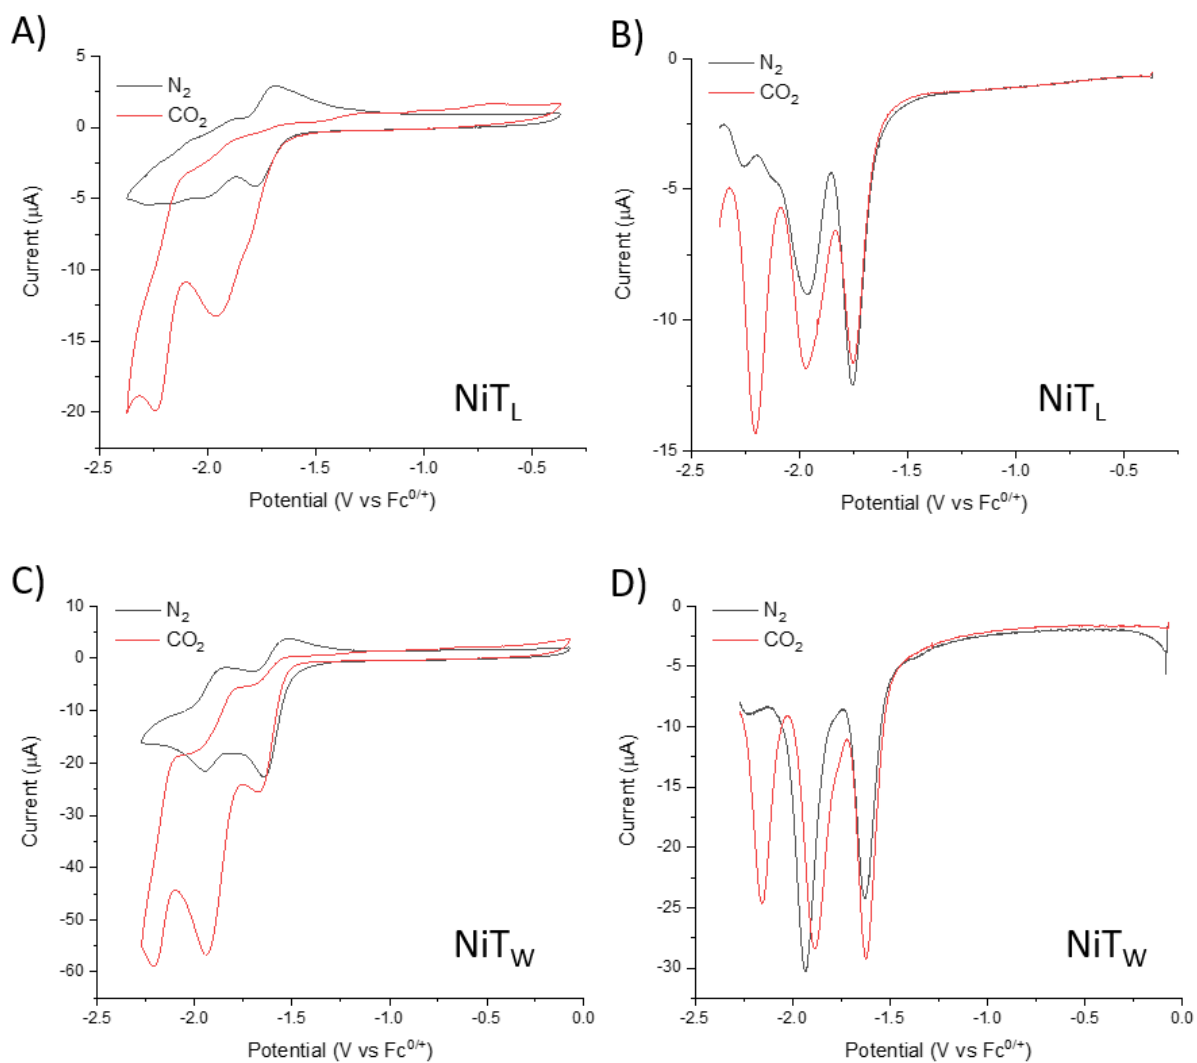 A)
N₂
CO₂
5
0
-5
-10
-15
-20
Current (μA)
NiT_L
-2.5 -2.0 -1.5 -1.0 -0.5
Potential (V vs Fc⁰/⁺)
B)
N₂
CO₂
0
-5
-10
-15
Current (μA)
NiT_L
-2.5 -2.0 -1.5 -1.0 -0.5
Potential (V vs Fc⁰/⁺)
C)
N₂
CO₂
10
0
-10
-20
-30
-40
-50
-60
Current (μA)
NiT_W
-2.5 -2.0 -1.5 -1.0 -0.5 0.0
Potential (V vs Fc⁰/⁺)
D)
N₂
CO₂
0
-5
-10
-15
-20
-25
-30
Current (μA)
NiT_W
-2.5 -2.0 -1.5 -1.0 -0.5 0.0
Potential (V vs Fc⁰/⁺)